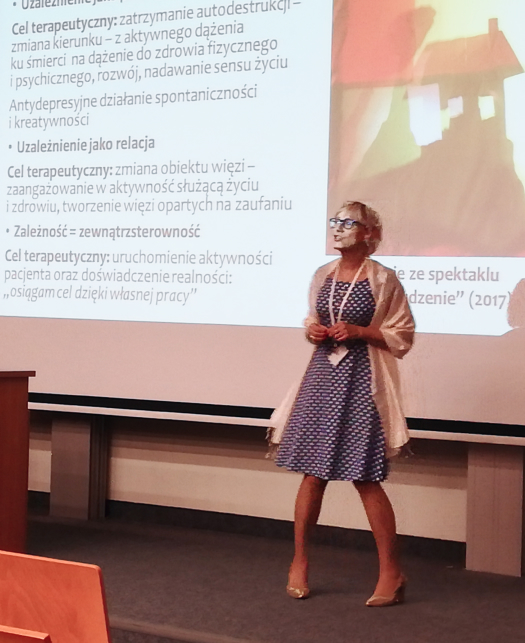 • Uzależnienie
Cel terapeutyczny: zatrzymanie autodestrukcji –
zmiana kierunku – z aktywnego dążenia
ku śmierci na dążenie do zdrowia fizycznego
i psychicznego, rozwój, nadawanie sensu życiu
Antydepresyjne działanie spontaniczności
i kreatywności
• Uzależnienie jako relacja
Cel terapeutyczny: zmiana obiektu więzi –
zaangażowanie w aktywność służącą życiu
i zdrowiu, tworzenie więzi opartych na zaufaniu
• Zależność = zewnątrzsterowność
Cel terapeutyczny: uruchomienie aktywności
pacjenta oraz doświadczenie realności:
„osiągam cel dzięki własnej pracy”
ze spektaklu
(2017)